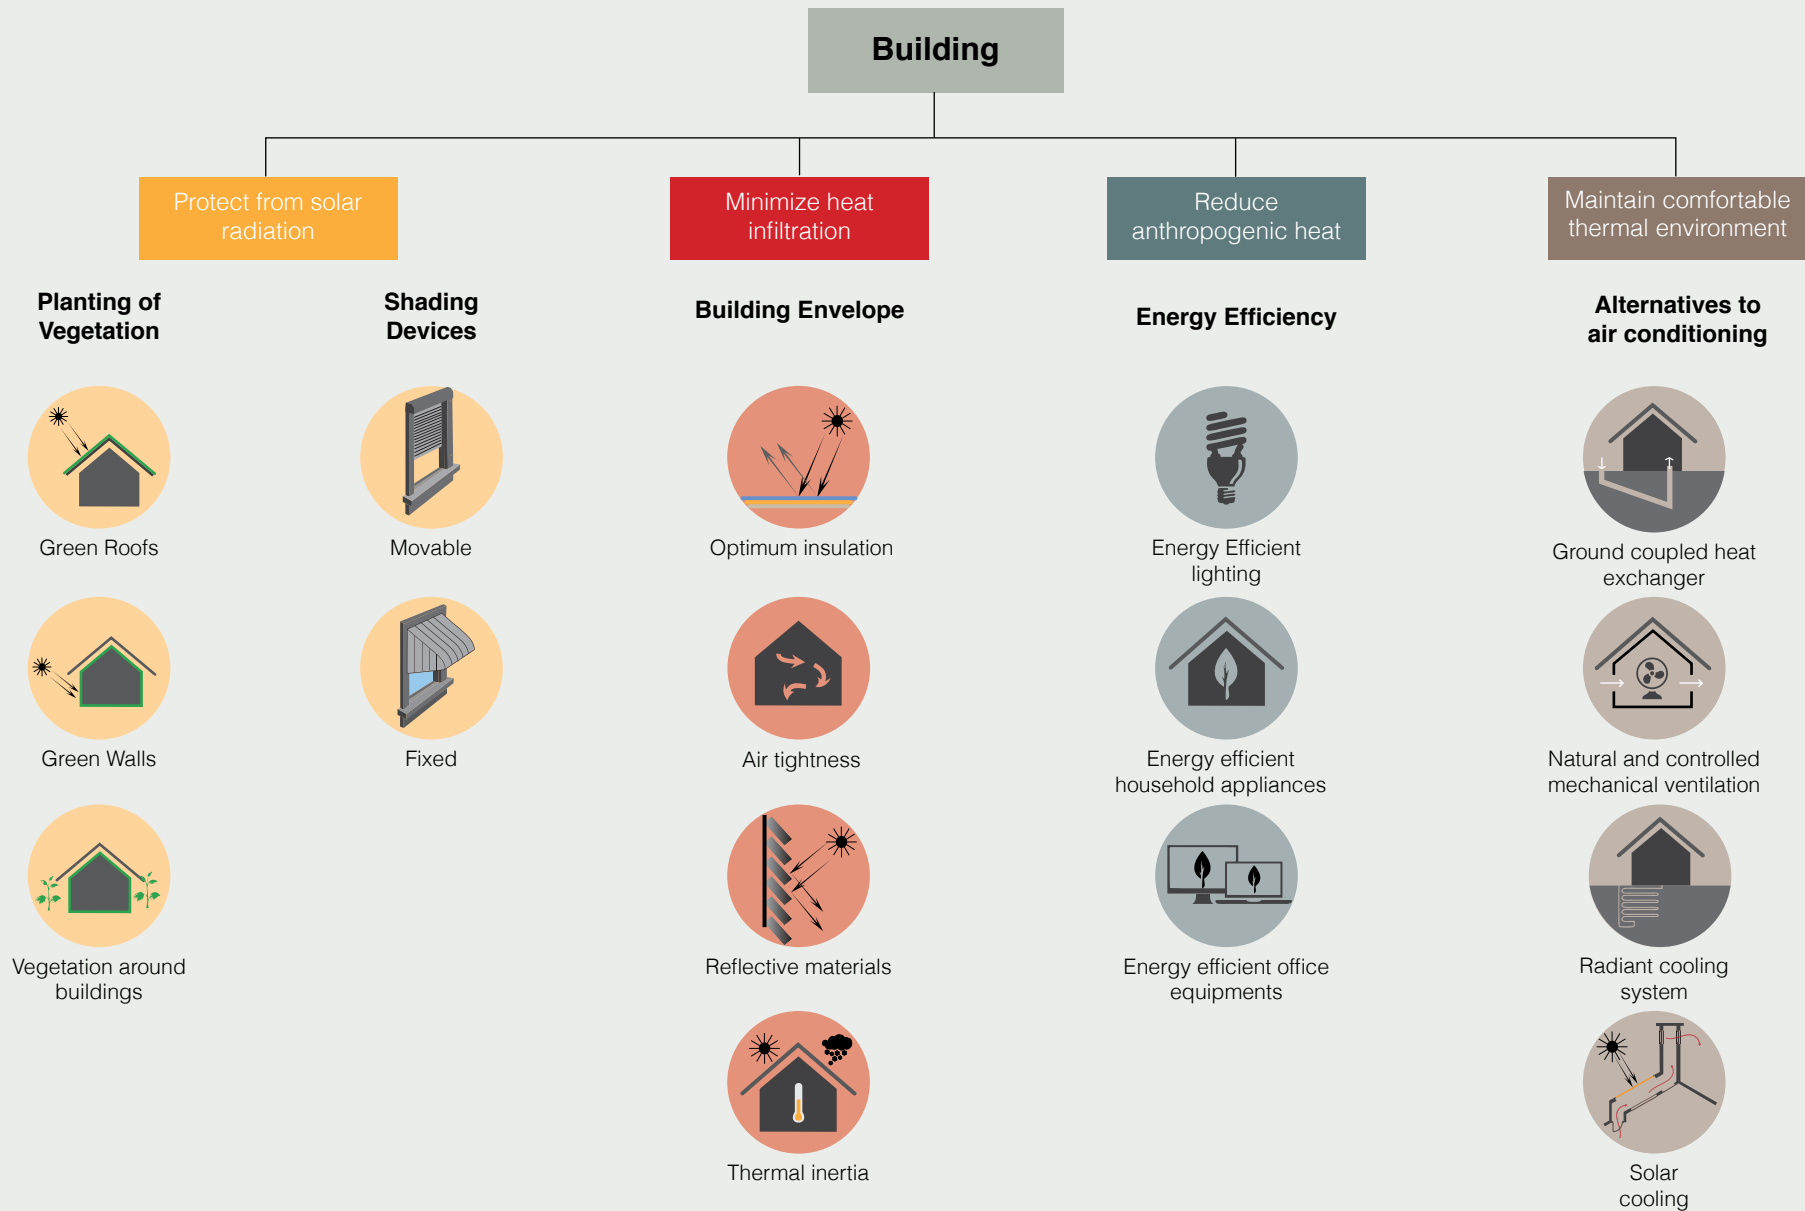 Building
Protect from solar
radiation
Minimize heat
infiltration
Reduce
anthropogenic heat
Maintain comfortable
thermal environment
Planting of
Vegetation
Shading
Devices
Building Envelope
Energy Efficiency
Alternatives to
air conditioning
Green Roofs
Movable
Optimum insulation
Energy Efficient
lighting
Ground coupled heat
exchanger
Green Walls
Fixed
Air tightness
Energy efficient
household appliances
Natural and controlled
mechanical ventilation
Vegetation around
buildings
Reflective materials
Energy efficient office
equipments
Radiant cooling
system
Thermal inertia
Solar
cooling